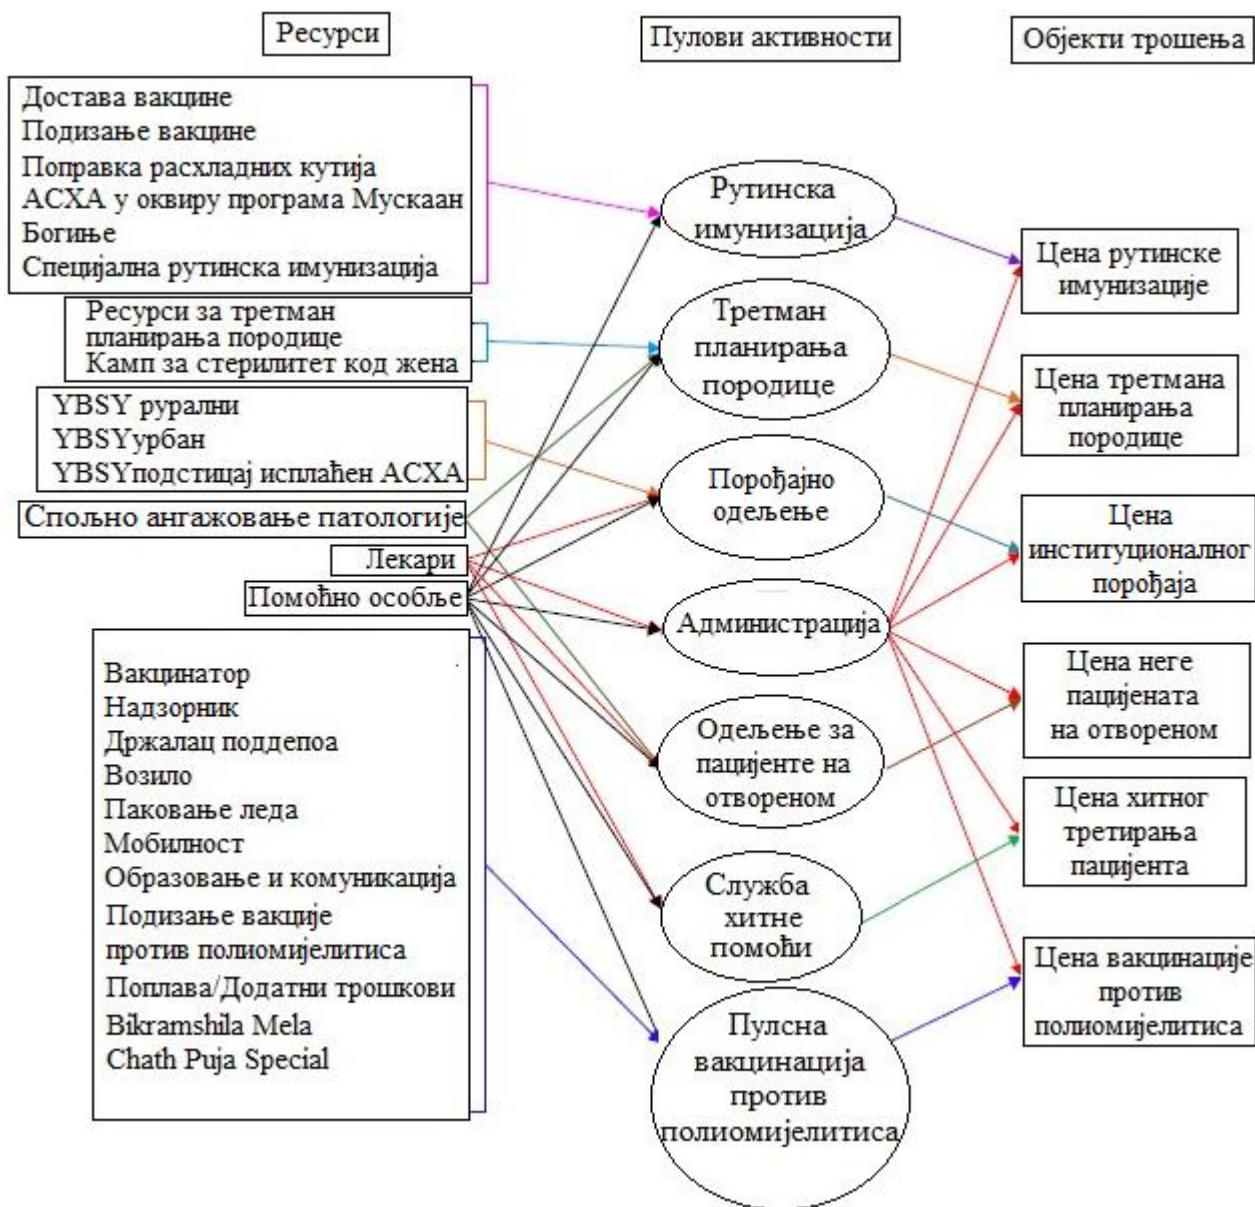 Ресурси
Пулови активности
Објекти трошења
Достава вакцине
Подизање вакцине
Поправка расхладних кутија
АСХА у оквиру програма Мускаан
Богиње
Специјална рутинска имунизација
Ресурси за третман
планирања породице
Камп за стерилитет код жена
YBSY рурални
YBSYурбан
YBSYподстицај исплаћен АСХА
Спољно ангажовање патологије
Лекари
Помоћно особље
Вакцинатор
Надзорник
Држалац поддепоа
Возило
Паковање леда
Мобилност
Образовање и комуникација
Подизање вакције
против полиомијелитиса
Поплава/Додатни трошкови
Bikramshila Mela
Chath Puja Special
Рутинска
имунизација
Третман
планирања
породице
Порођајно
одељење
Администрација
Одељење за
пацијенте на
отвореном
Служба
хитне
помоћи
Пулсна
вакцинација
против
полиомијелитиса
Цена рутинске
имунизације
Цена третмана
планирања
породице
Цена
институционалног
порођаја
Цена неге
пацијената
на отвореном
Цена хитног
третирања
пацијента
Цена вакцинације
против
полиомијелитиса